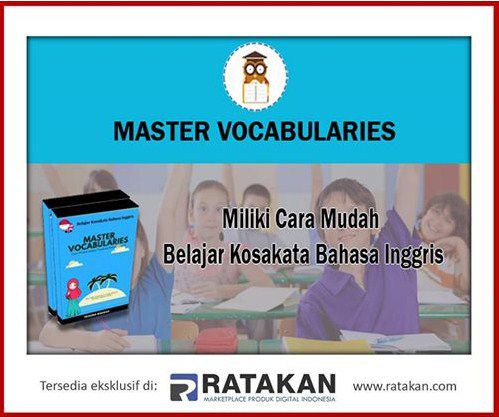 MASTER VOCABULARIES
Miliki Cara Mudah
Belajar Kosakata Bahasa Inggris
Belajar Kosakata Bahasa Inggris
MASTER
VOCABULARIES
Tersedia eksklusif di:
RATAKAN
MARKETPLACE PRODUK DIGITAL INDONESIA
www.ratakan.com